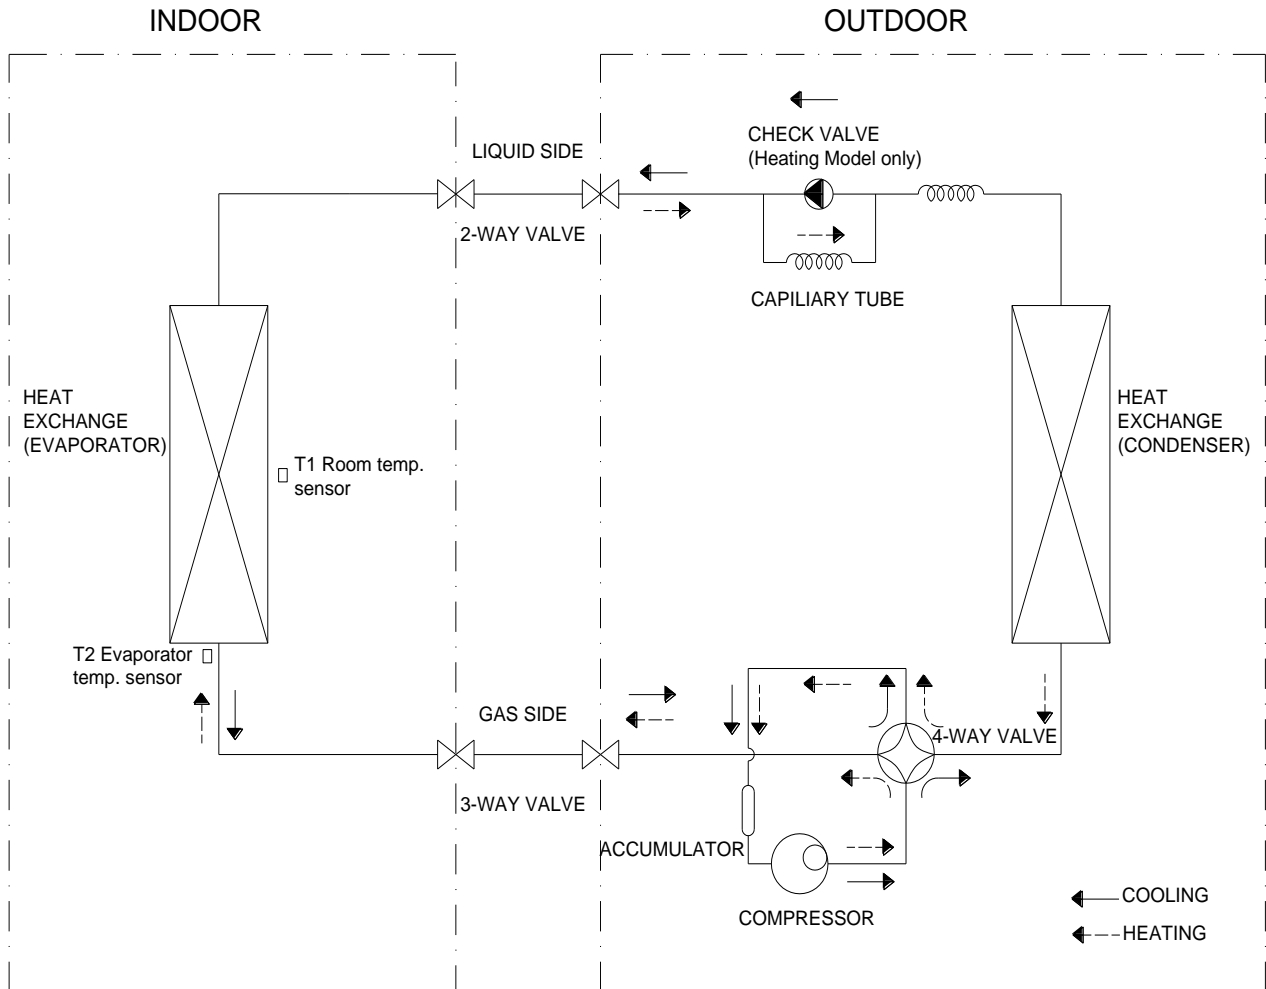 INDOOR
OUTDOOR
CHECK VALVE
(Heating Model only)
LIQUID SIDE
2-WAY VALVE
CAPILIARY TUBE
HEAT
EXCHANGE
(EVAPORATOR)
T1 Room temp.
sensor
HEAT
EXCHANGE
(CONDENSER)
T2 Evaporator
temp. sensor
GAS SIDE
4-WAY VALVE
3-WAY VALVE
ACCUMULATOR
COMPRESSOR
COOLING
HEATING